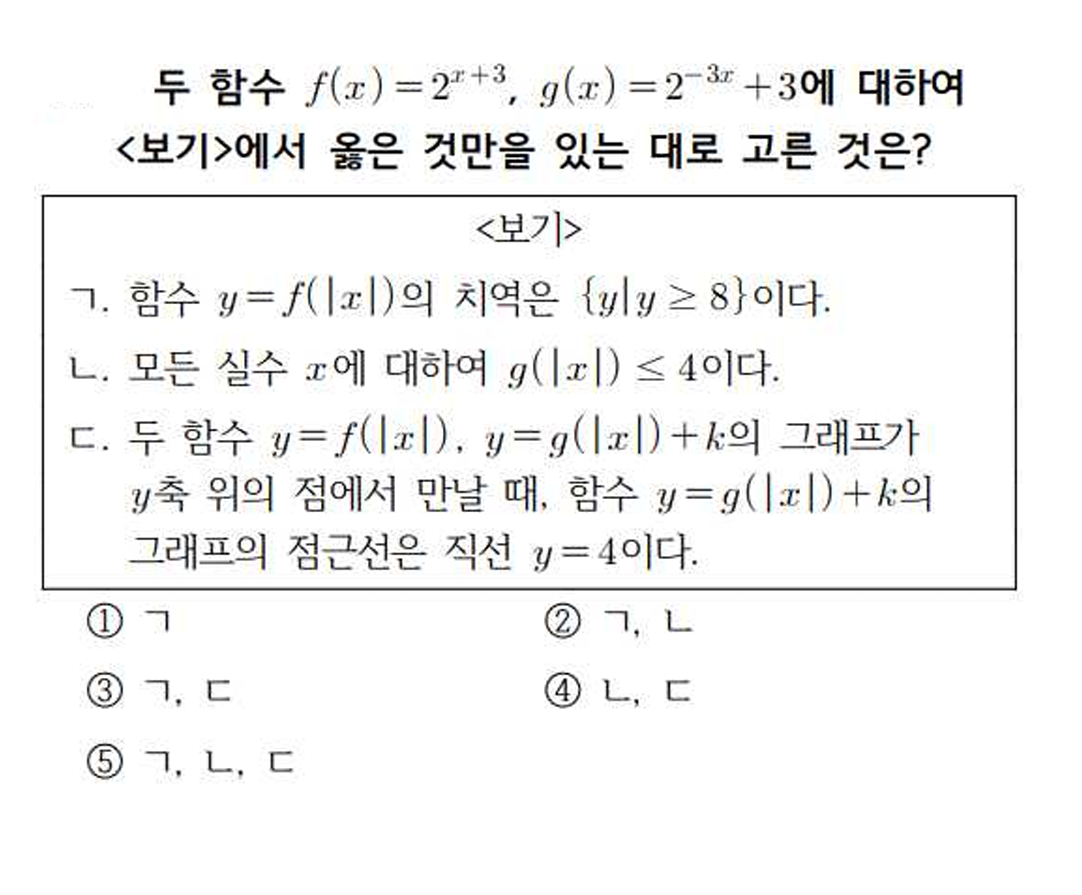 두 함수 f(x)=2^{x+3}, g(x)=2^{-3x}+3에 대하여
<보기>에서 옳은 것만을 있는 대로 고른 것은?
<보기>
ㄱ. 함수 y=f(|x|)의 치역은 {y|y≥8}이다.
ㄴ. 모든 실수 x에 대하여 g(|x|)≤4이다.
ㄷ. 두 함수 y=f(|x|), y=g(|x|)+k의 그래프가
y축 위의 점에서 만날 때, 함수 y=g(|x|)+k의
그래프의 점근선은 직선 y=4이다.
① ㄱ ② ㄱ, ㄴ
③ ㄱ, ㄷ ④ ㄴ, ㄷ
⑤ ㄱ, ㄴ, ㄷ